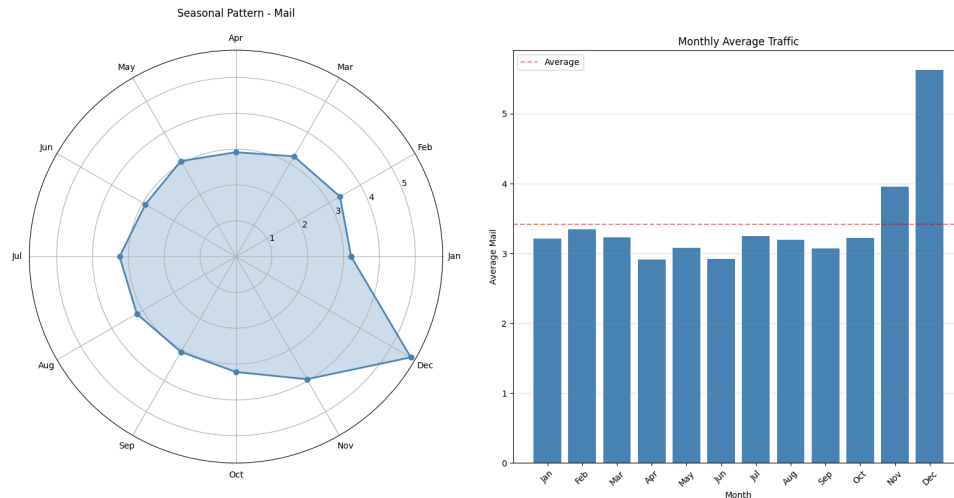 Seasonal Pattern - Mail
Apr
May
Mar
Jun
Feb
5
4
3
2
1
Jul
Jan
Aug
Dec
Sep
Nov
Oct
Monthly Average Traffic
Average
5
4
3
2
1
0
Average Mail
Jan
Feb
Mar
Apr
May
Jun
Jul
Aug
Sep
Oct
Nov
Dec
Month